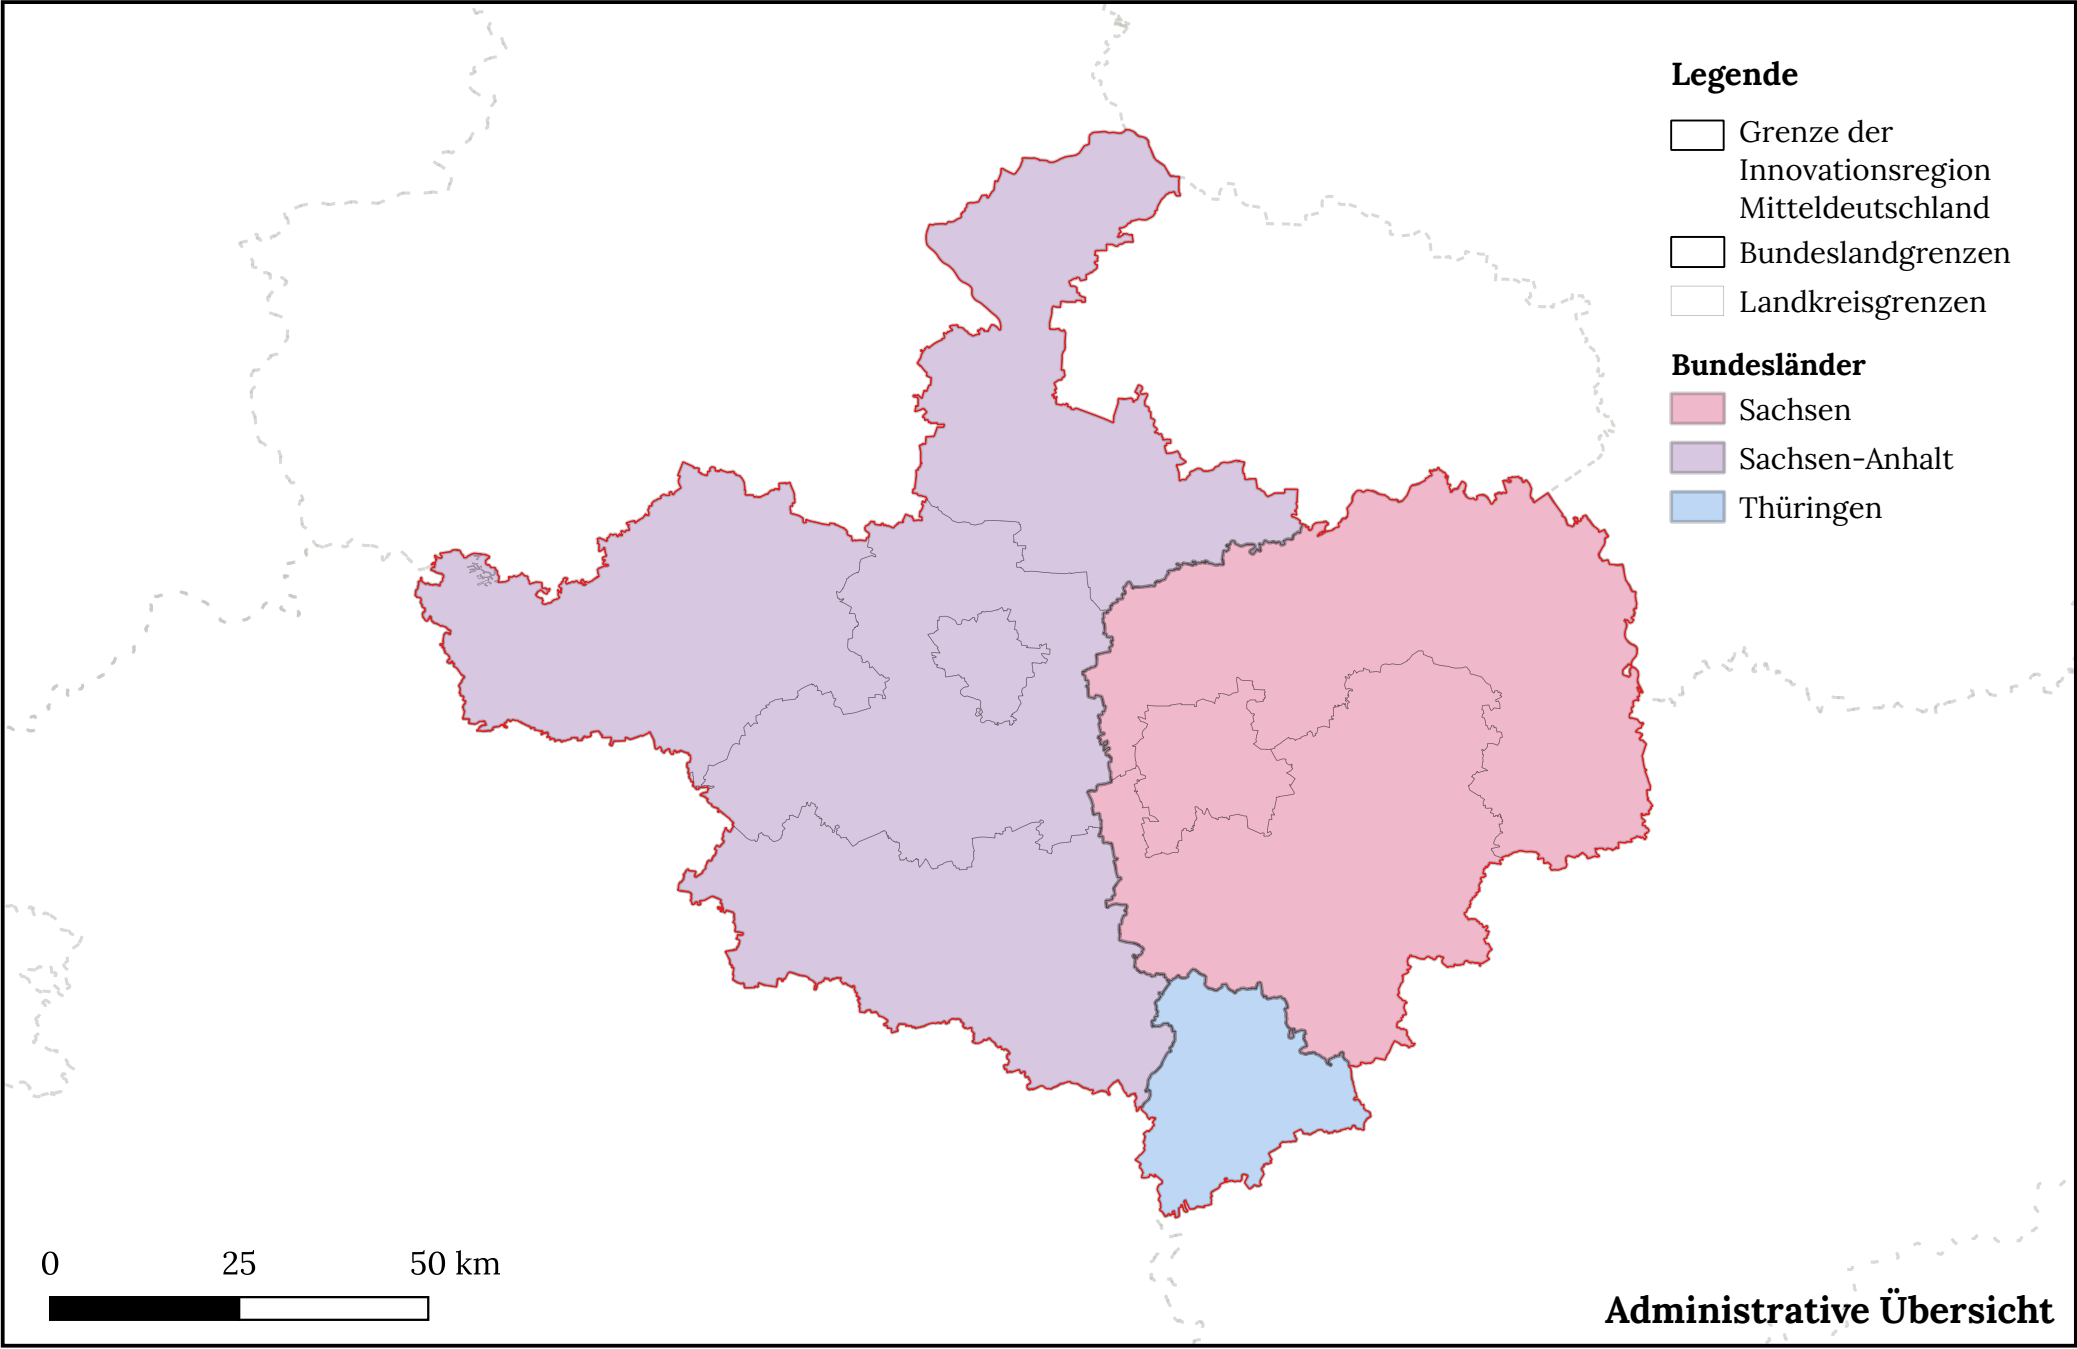 Legende
Grenze der
Innovationsregion
Mitteldeutschland
Bundeslandgrenzen
Landkreisgrenzen
Bundesländer
Sachsen
Sachsen-Anhalt
Thüringen
0 25 50 km
Administrative Übersicht